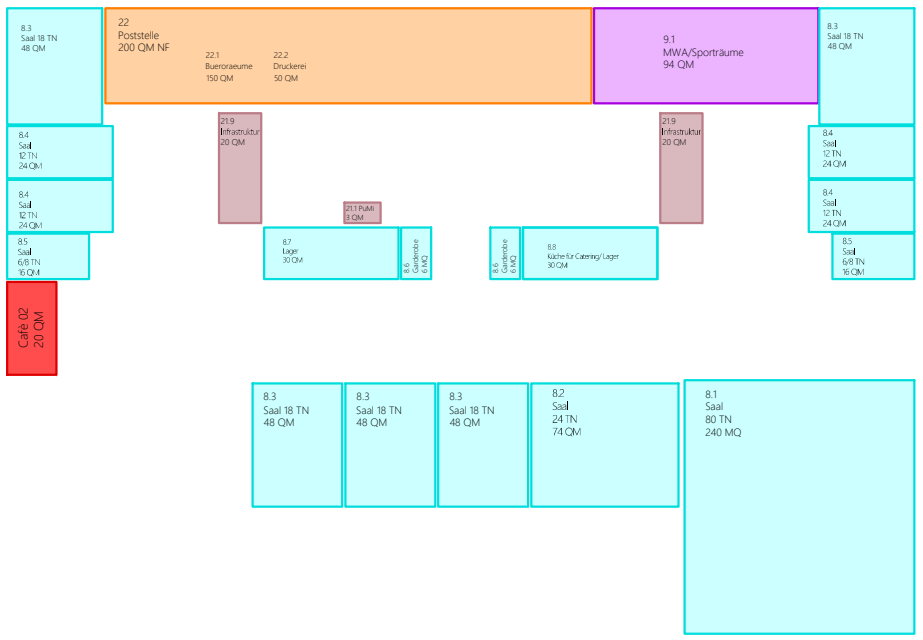 8.3
Saal 18 TN
48 QM
22
Poststelle
200 QM NF
22.1
Bueroraeume
150 QM
22.2
Druckerei
50 QM
9.1
MWA/Sporträume
94 QM
8.3
Saal 18 TN
48 QM
8.4
Saal
12 TN
24 QM
21.9
Infrastruktur
20 QM
21.9
Infrastruktur
20 QM
8.4
Saal
12 TN
24 QM
8.4
Saal
12 TN
24 QM
21.1 PuMi
3 QM
8.4
Saal
12 TN
24 QM
8.5
Saal
6/8 TN
16 QM
8.7
Lager
30 QM
8.6
Garderobe
6 MQ
8.6
Garderobe
6 MQ
8.8
Küche für Catering/ Lager
30 QM
8.5
Saal
6/8 TN
16 QM
Cafè 02
20 QM
8.3
Saal 18 TN
48 QM
8.3
Saal 18 TN
48 QM
8.3
Saal 18 TN
48 QM
8.2
Saal
24 TN
74 QM
8.1
Saal
80 TN
240 MQ